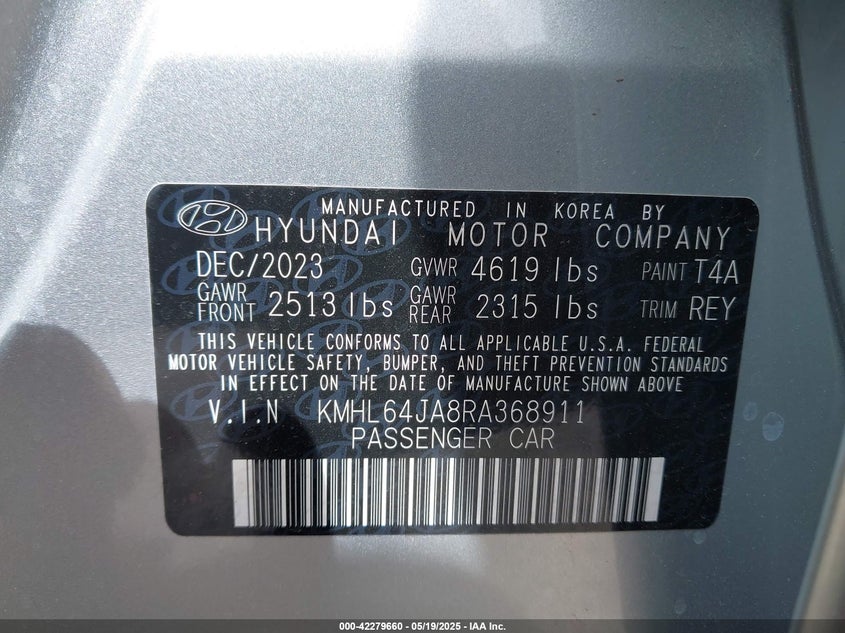 MANUFACTURED IN KOREA BY
HYUNDAI MOTOR COMPANY
DEC/2023 GVWR 4619 lbs PAINT T4A
GAWR FRONT 2513 lbs GAWR REAR 2315 lbs TRIM REY
THIS VEHICLE CONFORMS TO ALL APPLICABLE U.S.A. FEDERAL
MOTOR VEHICLE SAFETY, BUMPER, AND THEFT PREVENTION STANDARDS
IN EFFECT ON THE DATE OF MANUFACTURE SHOWN ABOVE
V.I.N KMHL64JA8RA368911
PASSENGER CAR
000-42279660 - 05/19/2025 - IAA Inc.